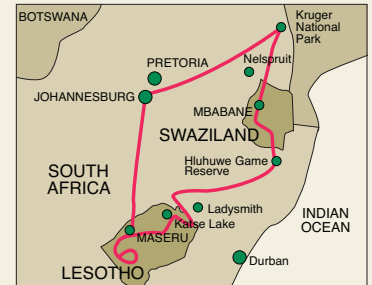 BOTSWANA
Kruger
National
Park
PRETORIA
Nelspruit
JOHANNESBURG
MBABANE
SWAZILAND
Hluhuwe Game
Reserve
SOUTH
AFRICA
Ladysmith
INDIAN
OCEAN
Katse Lake
MASERU
Durban
LESOTHO